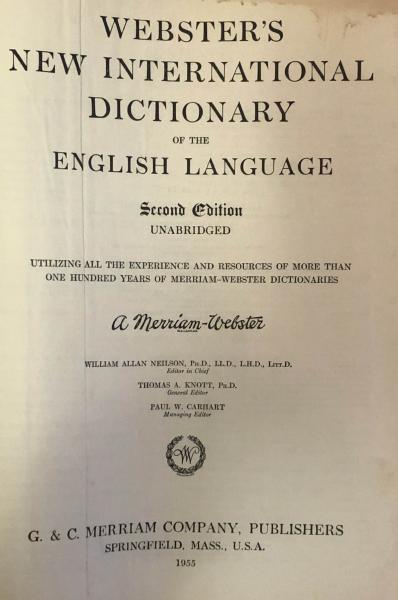 WEBSTER'S
NEW INTERNATIONAL
DICTIONARY
OF THE
ENGLISH LANGUAGE
Second Edition
UNABRIDGED
UTILIZING ALL THE EXPERIENCE AND RESOURCES OF MORE THAN
ONE HUNDRED YEARS OF MERRIAM-WEBSTER DICTIONARIES
A Merriam-Webster
WILLIAM ALLAN NEILSON, PH.D., LL.D., L.H.D., LITT.D.
Editor in Chief
THOMAS A. KNOTT, PH.D.
General Editor
PAUL W. CARHART
Managing Editor
W
G. & C. MERRIAM COMPANY, PUBLISHERS
SPRINGFIELD, MASS., U.S.A.
1955